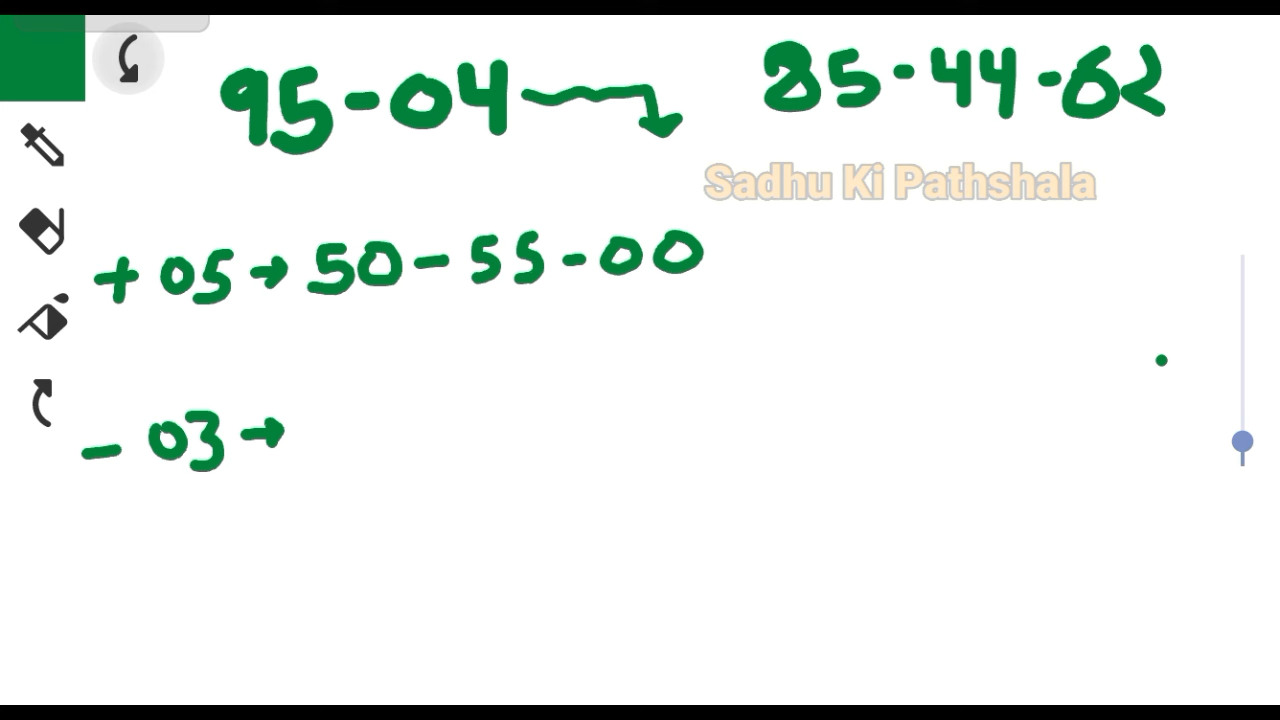 95-04 → 85-44-62
Sadhu Ki Pathshala
+ 05 → 50-55-00
- 03 →